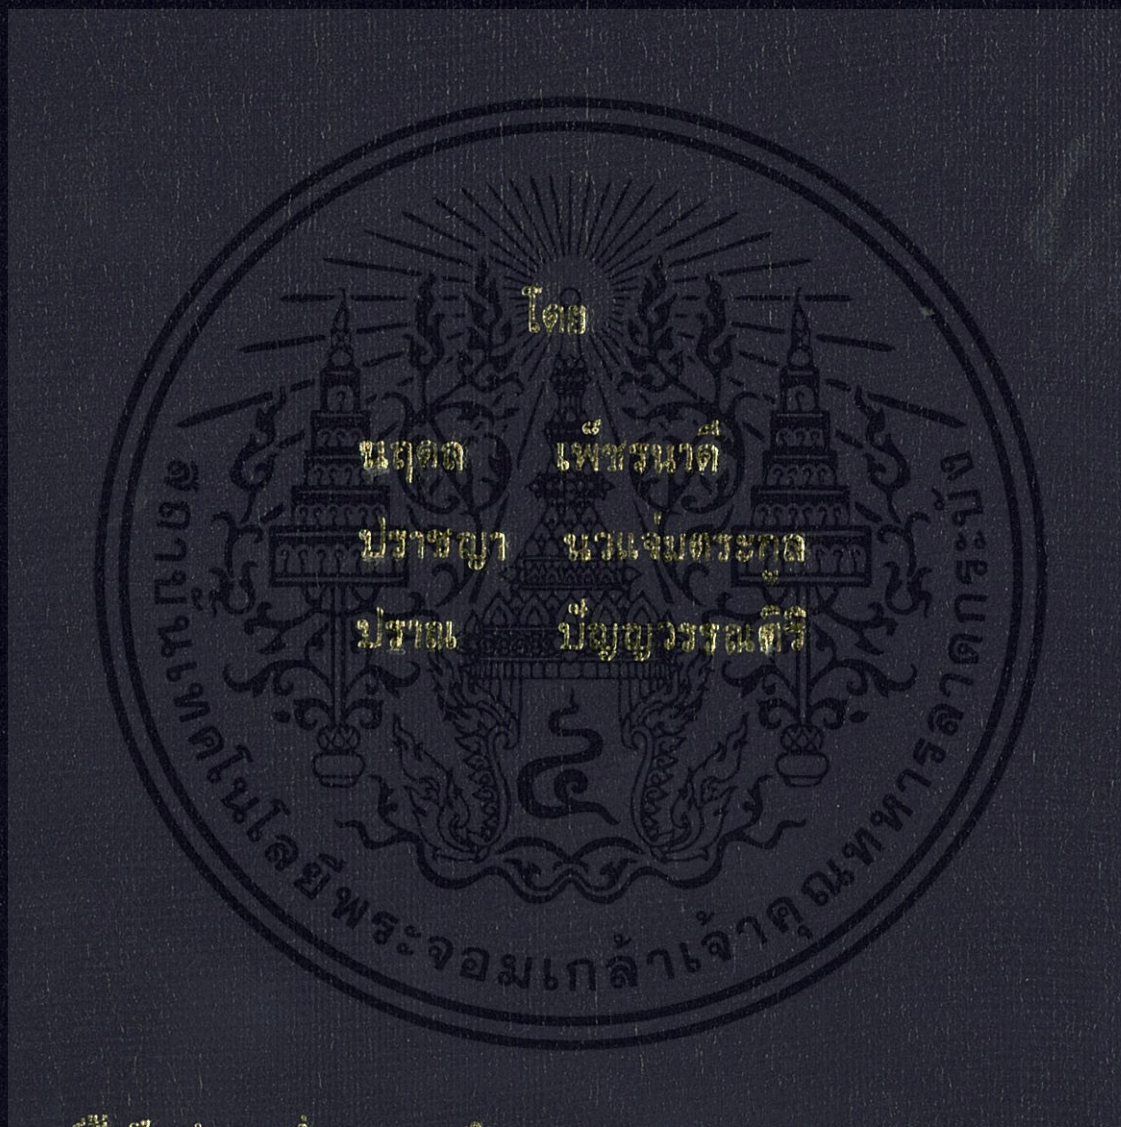 โดย
นฤดล เพ็ชรนาดี
ปราชญา นวแจ่มตระกูล
ปราณ ปัญญวรรณศิริ
สถาบันเทคโนโลยีพระจอมเกล้าเจ้าคุณทหารลาดกระบัง
๔